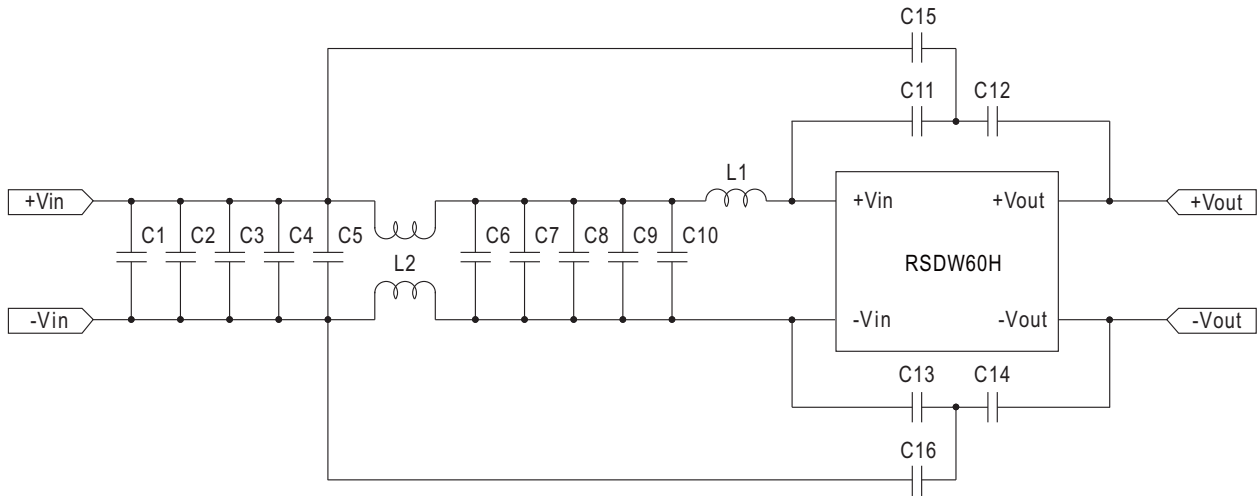 C15
C11 C12
L1
+Vin +Vin +Vout +Vout
C1 C2 C3 C4 C5 C6 C7 C8 C9 C10
L2 RSDW60H
-Vin -Vin -Vout -Vout
C13 C14
C16